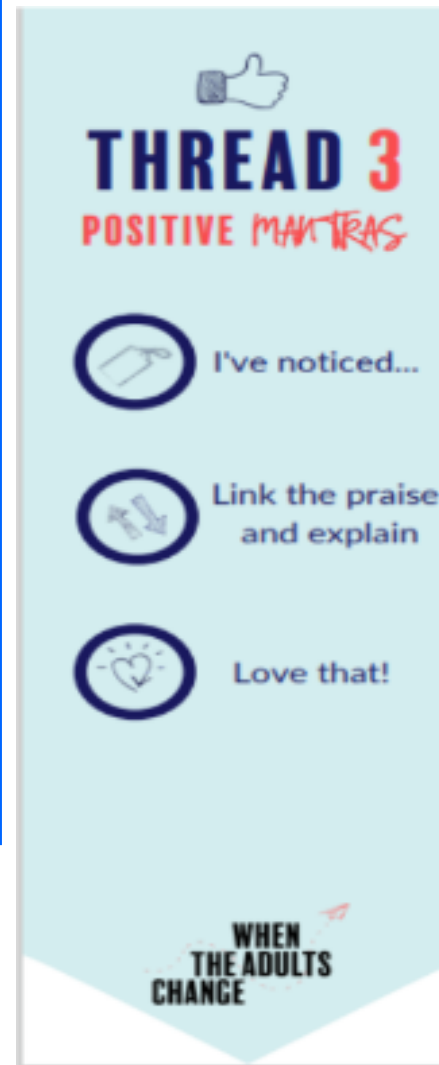 THREAD 3
POSITIVE MANTRAS
I've noticed...
Link the praise
and explain
Love that!
WHEN
THE ADULTS
CHANGE